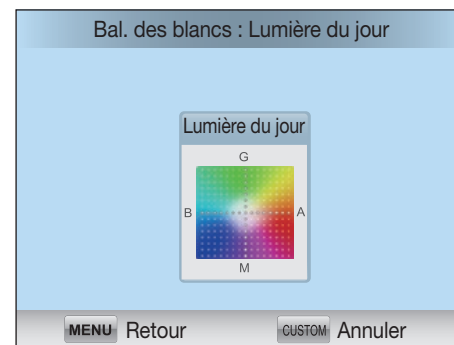 Bal. des blancs : Lumière du jour
Lumière du jour
G
B A
M
MENU Retour CUSTOM Annuler